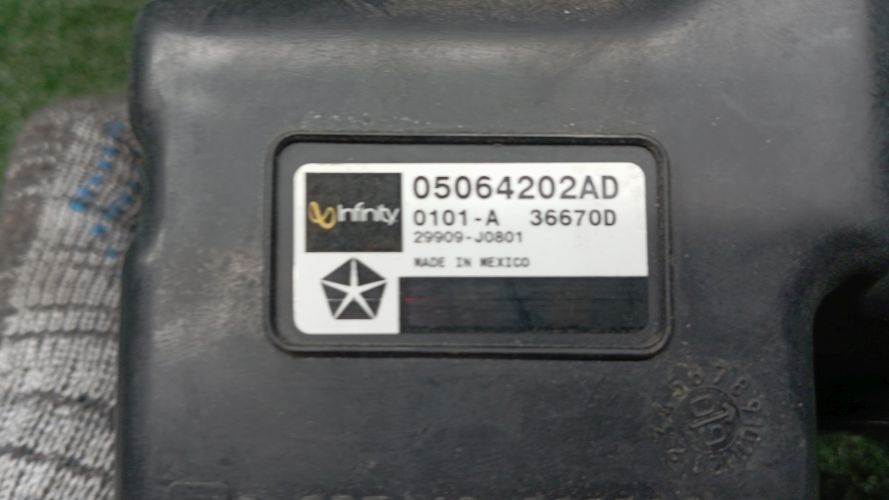 Infinity
05064202AD
0101-A 36670D
29909-J0801
MADE IN MEXICO